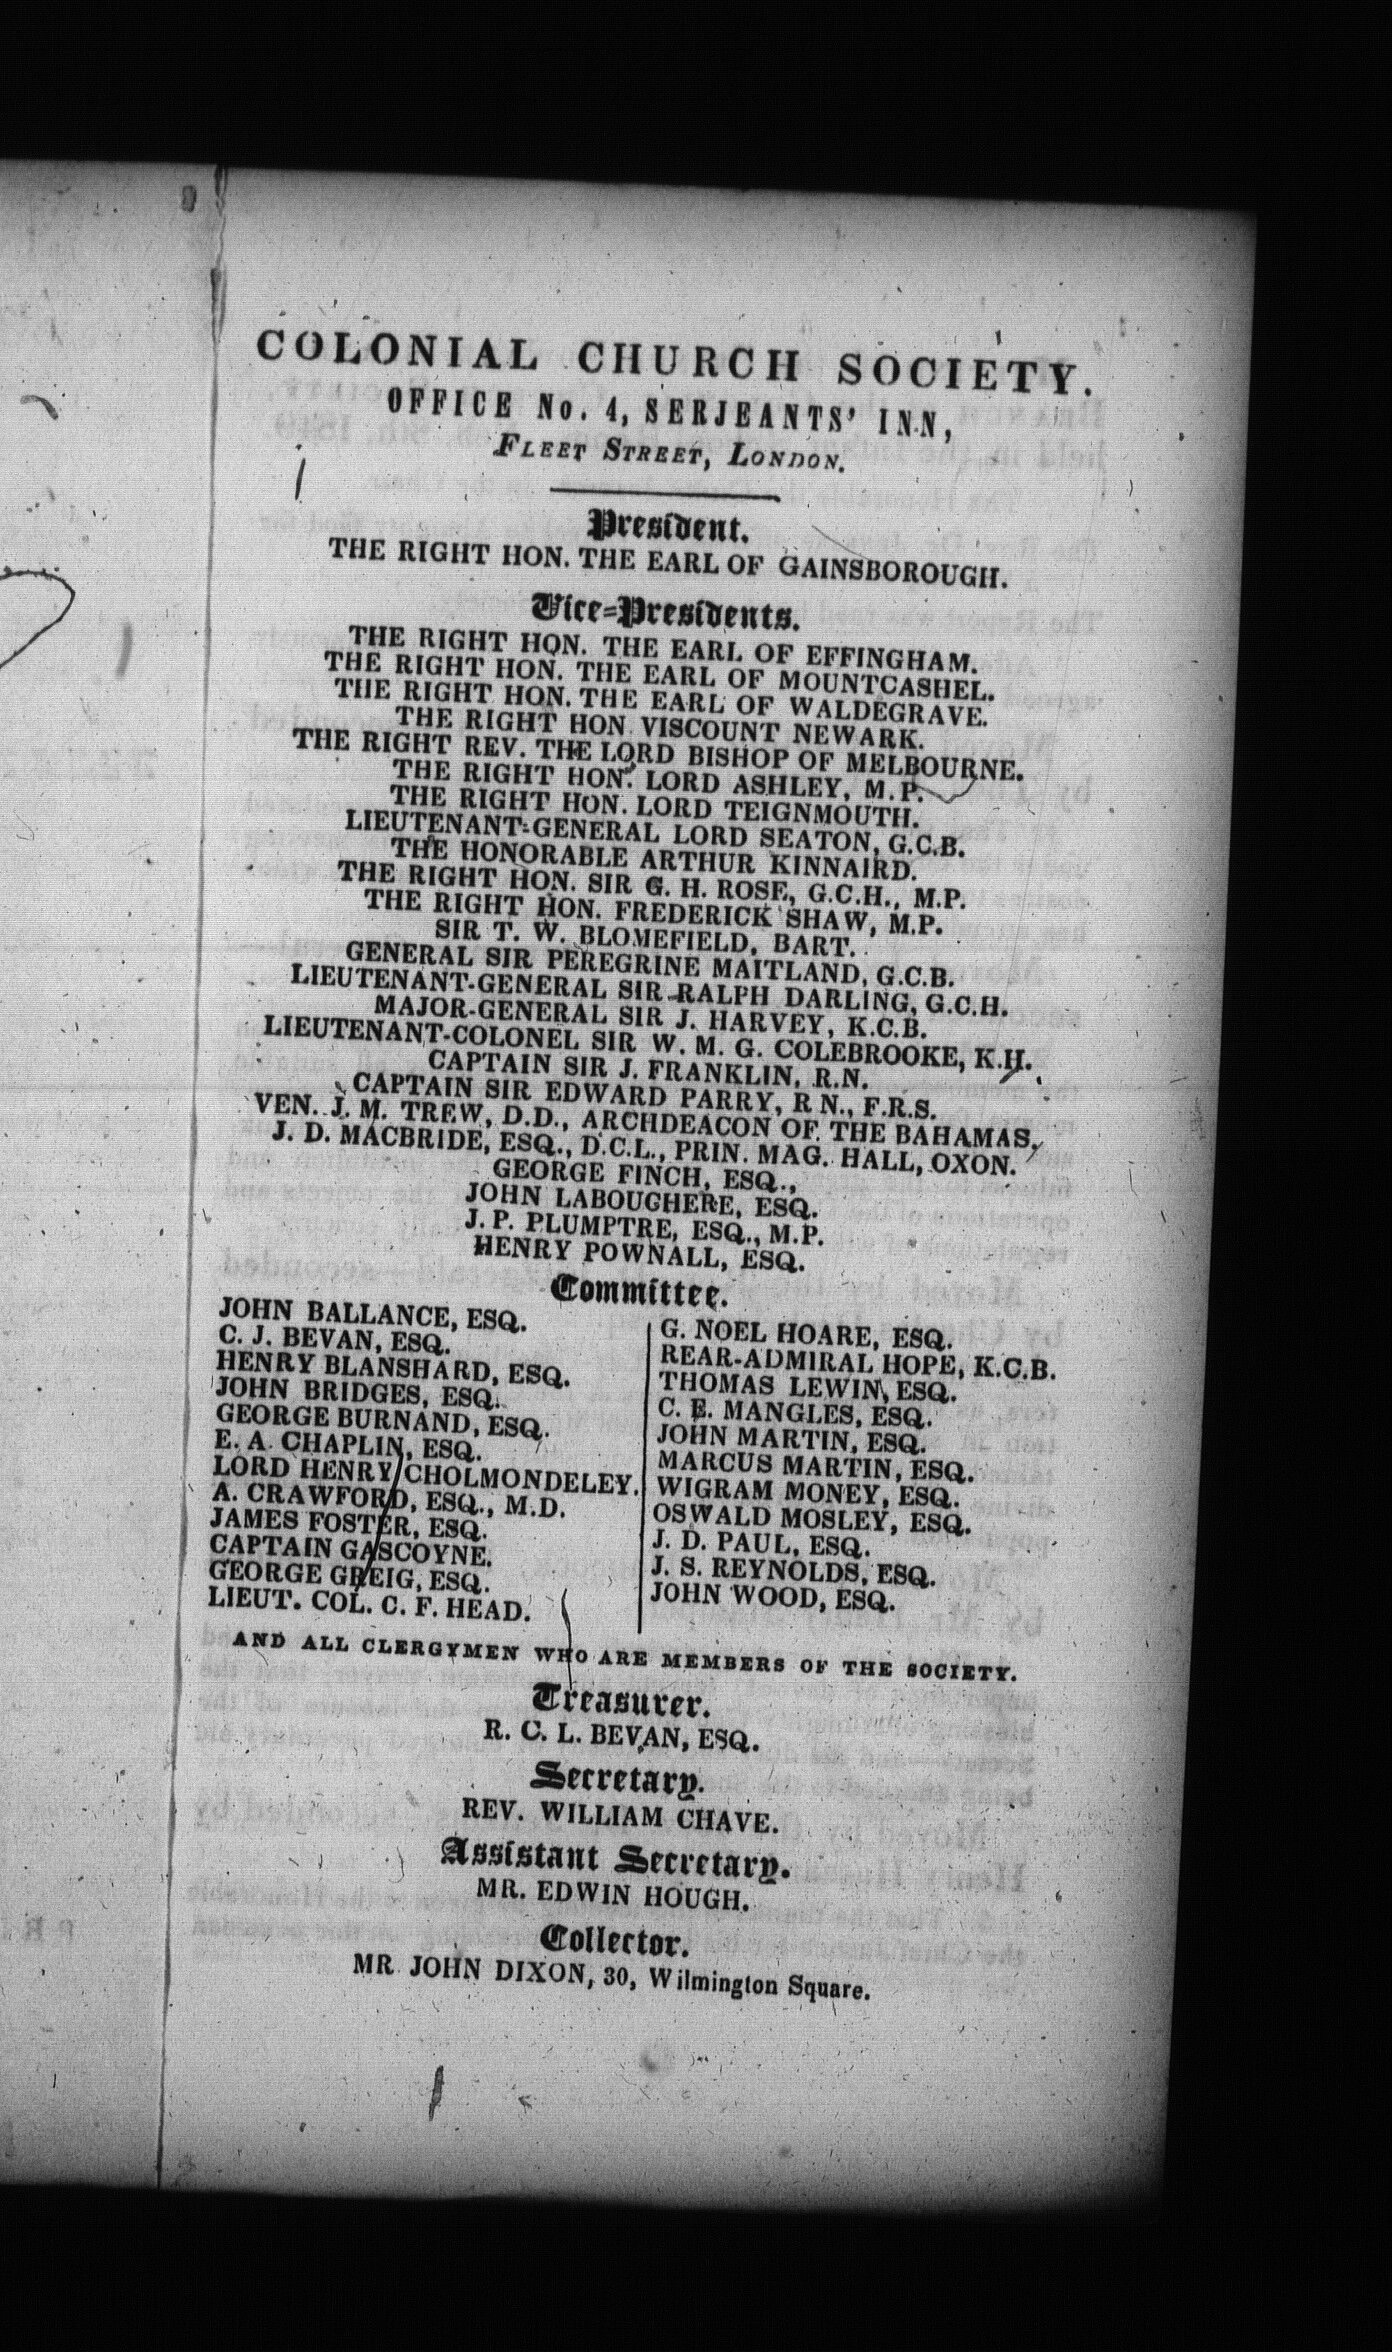 COLONIAL CHURCH SOCIETY.
OFFICE No. 4, SERJEANTS' INN,
FLEET STREET, LONDON.
President.
THE RIGHT HON. THE EARL OF GAINSBOROUGH.
Vice-Presidents.
THE RIGHT HON. THE EARL OF EFFINGHAM.
THE RIGHT HON. THE EARL OF MOUNTCASHEL.
THE RIGHT HON. THE EARL OF WALDEGRAVE.
THE RIGHT HON VISCOUNT NEWARK.
THE RIGHT REV. THE LORD BISHOP OF MELBOURNE.
THE RIGHT HON. LORD ASHLEY, M.P.
THE RIGHT HON. LORD TEIGNMOUTH.
LIEUTENANT-GENERAL LORD SEATON, G.C.B.
THE HONORABLE ARTHUR KINNAIRD.
THE RIGHT HON. SIR G. H. ROSE, G.C.H., M.P.
THE RIGHT HON. FREDERICK SHAW, M.P.
SIR T. W. BLOMEFIELD, BART.
GENERAL SIR PEREGRINE MAITLAND, G.C.B.
LIEUTENANT-GENERAL SIR RALPH DARLING, G.C.H.
MAJOR-GENERAL SIR J. HARVEY, K.C.B.
LIEUTENANT-COLONEL SIR W. M. G. COLEBROOKE, K.H.
CAPTAIN SIR J. FRANKLIN, R.N.
CAPTAIN SIR EDWARD PARRY, R N., F.R.S.
VEN. J. M. TREW, D.D., ARCHDEACON OF THE BAHAMAS.
J. D. MACBRIDE, ESQ., D.C.L., PRIN. MAG. HALL, OXON.
GEORGE FINCH, ESQ.,
JOHN LABOUGHERE, ESQ.
J. P. PLUMPTRE, ESQ., M.P.
HENRY POWNALL, ESQ.
Committee.
JOHN BALLANCE, ESQ.
C. J. BEVAN, ESQ.
HENRY BLANSHARD, ESQ.
JOHN BRIDGES, ESQ.
GEORGE BURNAND, ESQ.
E. A. CHAPLIN, ESQ.
LORD HENRY CHOLMONDELEY.
A. CRAWFORD, ESQ., M.D.
JAMES FOSTER, ESQ.
CAPTAIN GASCOYNE.
GEORGE GREIG, ESQ.
LIEUT. COL. C. F. HEAD.
G. NOEL HOARE, ESQ.
REAR-ADMIRAL HOPE, K.C.B.
THOMAS LEWIN, ESQ.
C. E. MANGLES, ESQ.
JOHN MARTIN, ESQ.
MARCUS MARTIN, ESQ.
WIGRAM MONEY, ESQ.
OSWALD MOSLEY, ESQ.
J. D. PAUL, ESQ.
J. S. REYNOLDS, ESQ.
JOHN WOOD, ESQ.
AND ALL CLERGYMEN WHO ARE MEMBERS OF THE SOCIETY.
Treasurer.
R. C. L. BEVAN, ESQ.
Secretary.
REV. WILLIAM CHAVE.
Assistant Secretary.
MR. EDWIN HOUGH.
Collector.
MR JOHN DIXON, 30, Wilmington Square.